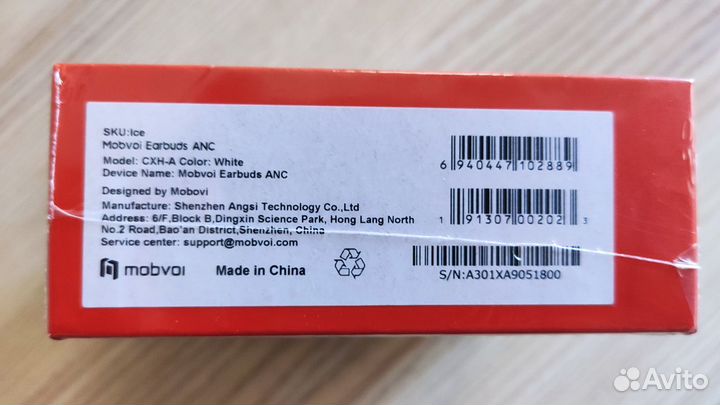 SKU:Ice
Mobvoi Earbuds ANC
Model: CXH-A Color: White
Device Name: Mobvoi Earbuds ANC
Designed by Mobovi
Manufacture: Shenzhen Angsi Technology Co.,Ltd
Address: 6/F,Block B,Dingxin Science Park, Hong Lang North
No.2 Road,Bao'an District,Shenzhen, China
Service center: support@mobvoi.com
mobvoi
Made in China
6 940447 102889
1 91307 00202 3
S/N:A301XA9051800
Avito